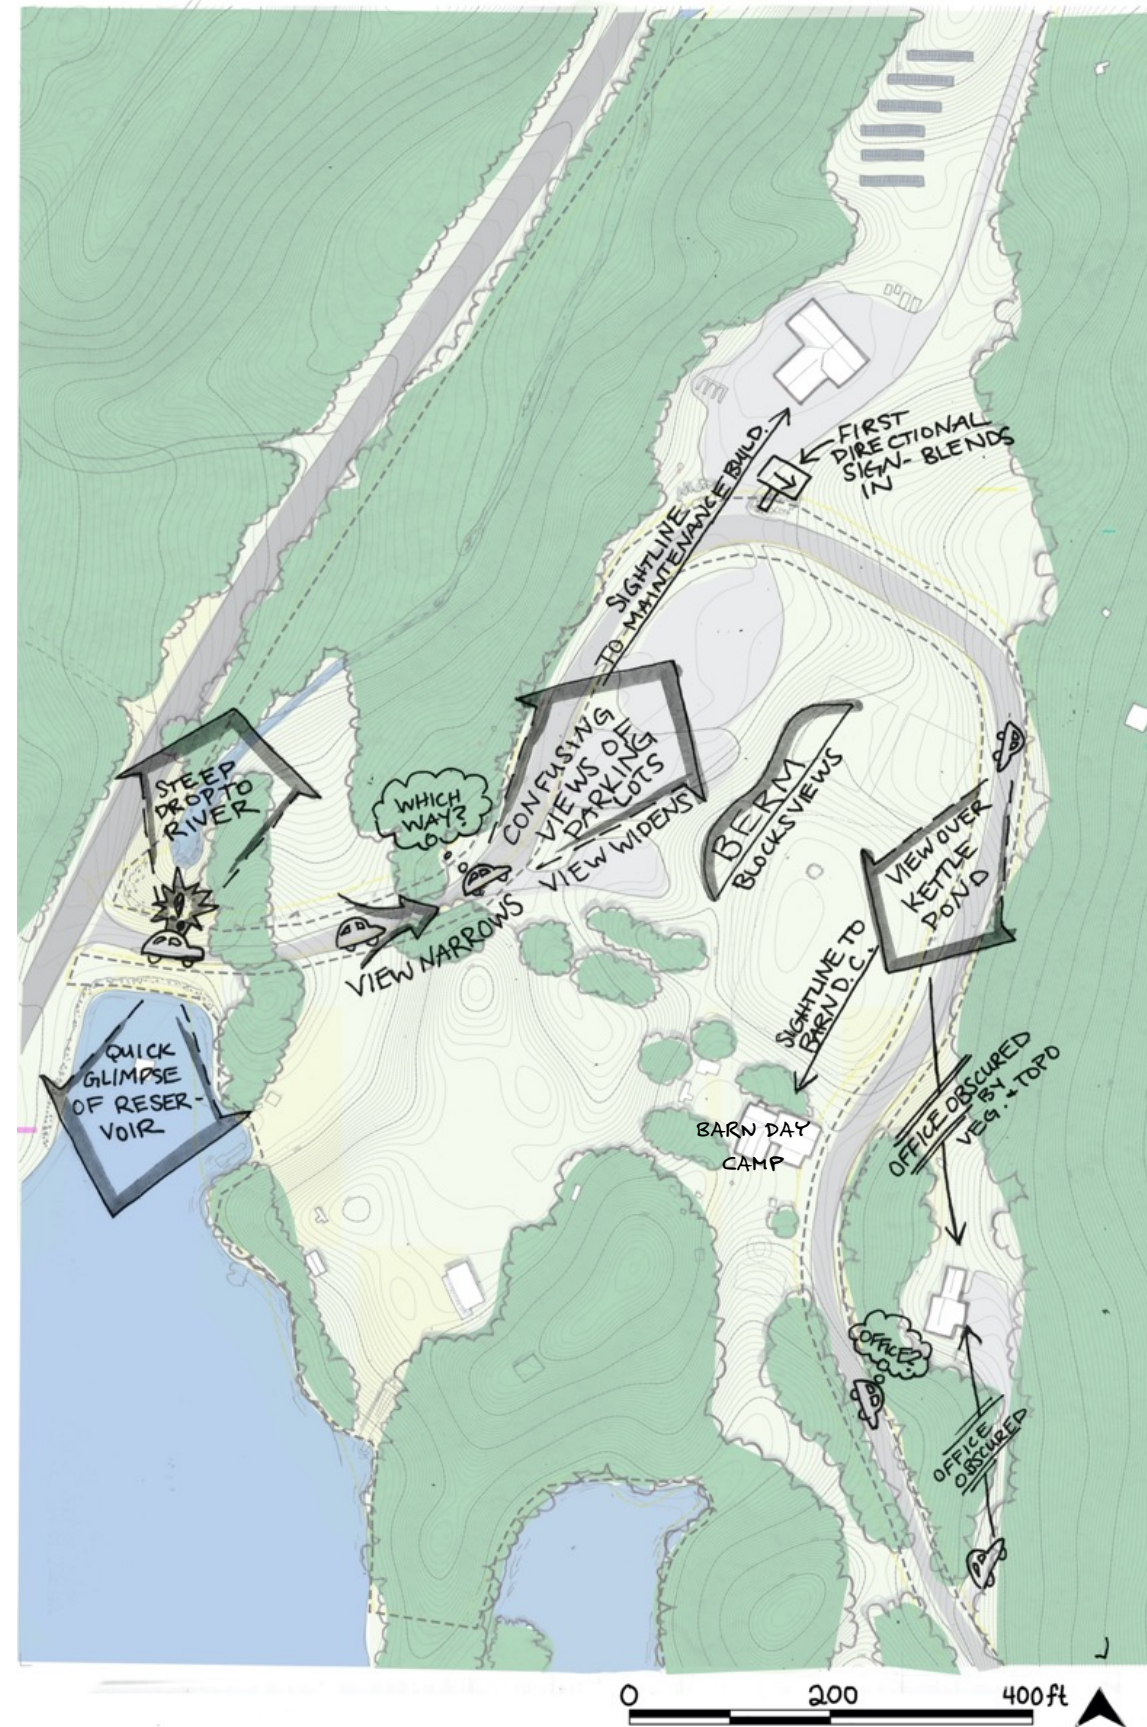 FIRST
DIRECTIONAL
SIGN- BLENDS
IN
SIGHTLINE
TO MAINTENANCE BUILD.
STEEP
DROP TO
RIVER
WHICH
WAY?
CONFUSING
VIEWS OF
PARKING
LOTS
VIEW WIDENS
BERM
BLOCKS VIEWS
VIEW OVER
KETTLE
POND
VIEW NARROWS
SIGHTLINE TO
BARN D.C.
QUICK
GLIMPSE
OF RESER-
VOIR
OFFICE OBSCURED
BY
VEG. + TOPO
BARN DAY
CAMP
OFFICE?
OFFICE
OBSCURED
0 200 400 ft